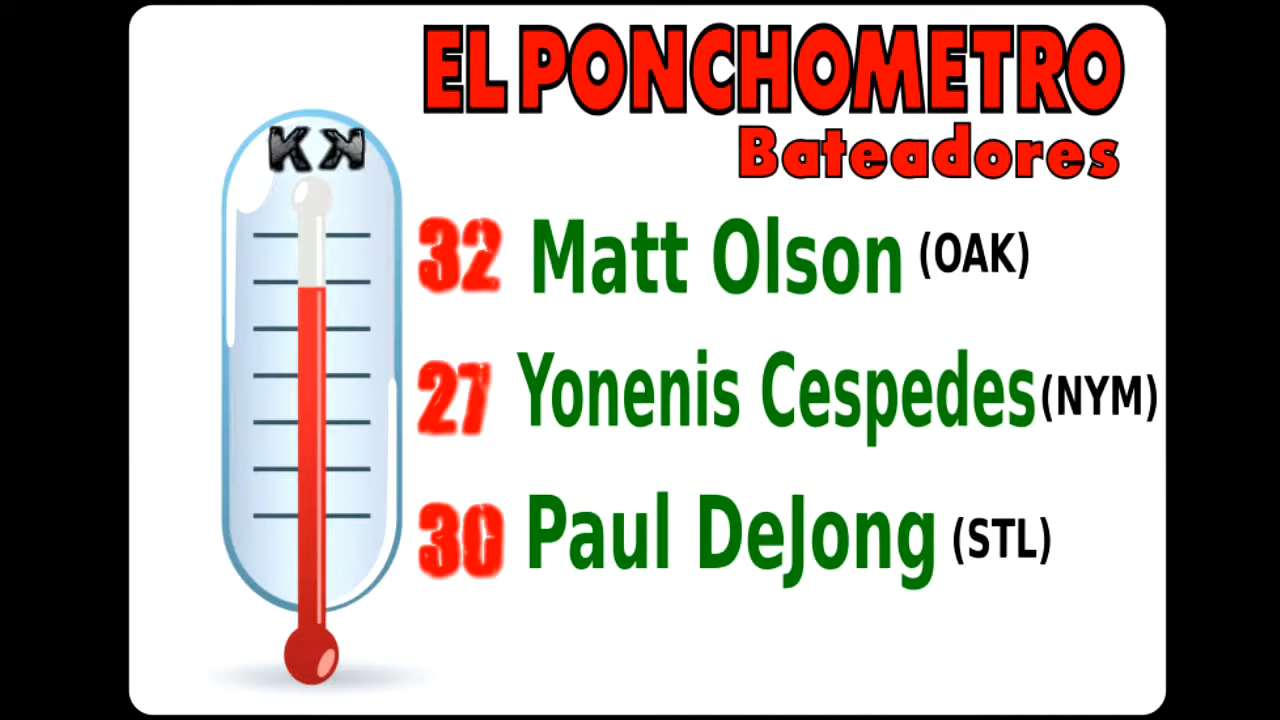 EL PONCHOMETRO
Bateadores
KK
32 Matt Olson (OAK)
27 Yonenis Cespedes (NYM)
30 Paul DeJong (STL)